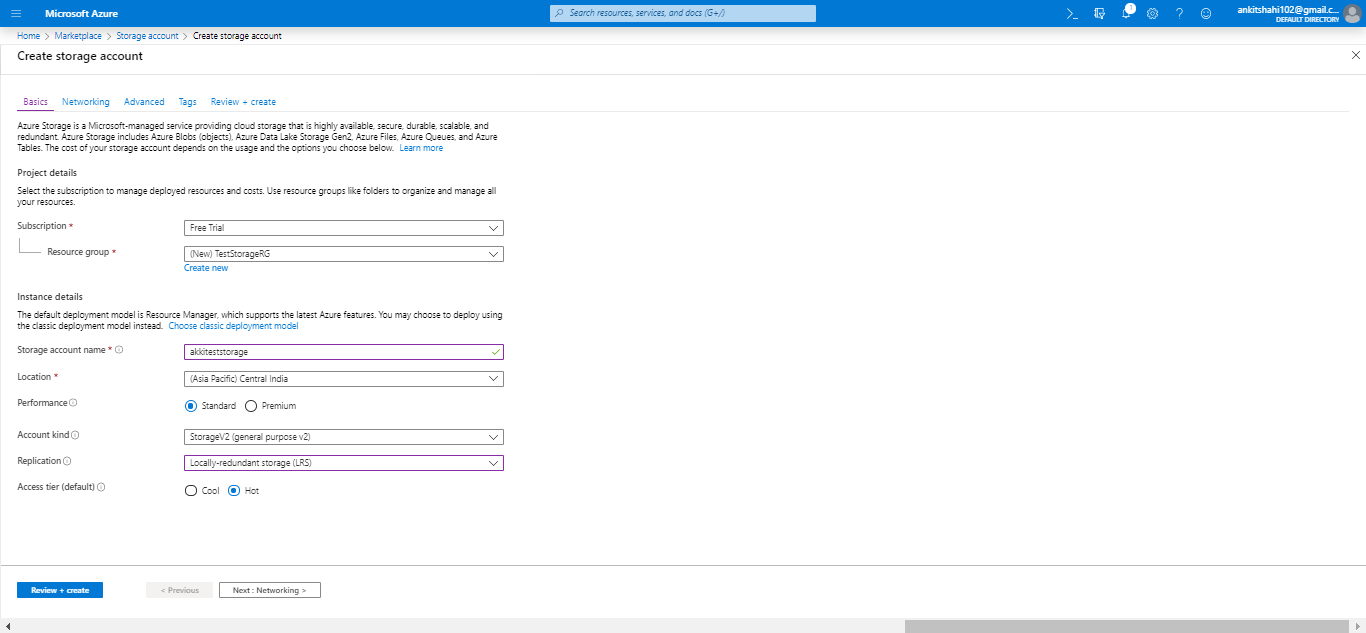 Microsoft Azure
Search resources, services, and docs (G+/)
1
ankitshahi102@gmail.c...
DEFAULT DIRECTORY
Home > Marketplace > Storage account > Create storage account
Create storage account
Basics Networking Advanced Tags Review + create
Azure Storage is a Microsoft-managed service providing cloud storage that is highly available, secure, durable, scalable, and
redundant. Azure Storage includes Azure Blobs (objects), Azure Data Lake Storage Gen2, Azure Files, Azure Queues, and Azure
Tables. The cost of your storage account depends on the usage and the options you choose below. Learn more
Project details
Select the subscription to manage deployed resources and costs. Use resource groups like folders to organize and manage all
your resources.
Subscription * Free Trial
Resource group * (New) TestStorageRG
Create new
Instance details
The default deployment model is Resource Manager, which supports the latest Azure features. You may choose to deploy using
the classic deployment model instead. Choose classic deployment model
Storage account name * akkiteststorage
Location * (Asia Pacific) Central India
Performance Standard Premium
Account kind StorageV2 (general purpose v2)
Replication Locally-redundant storage (LRS)
Access tier (default) Cool Hot
Review + create < Previous Next : Networking >